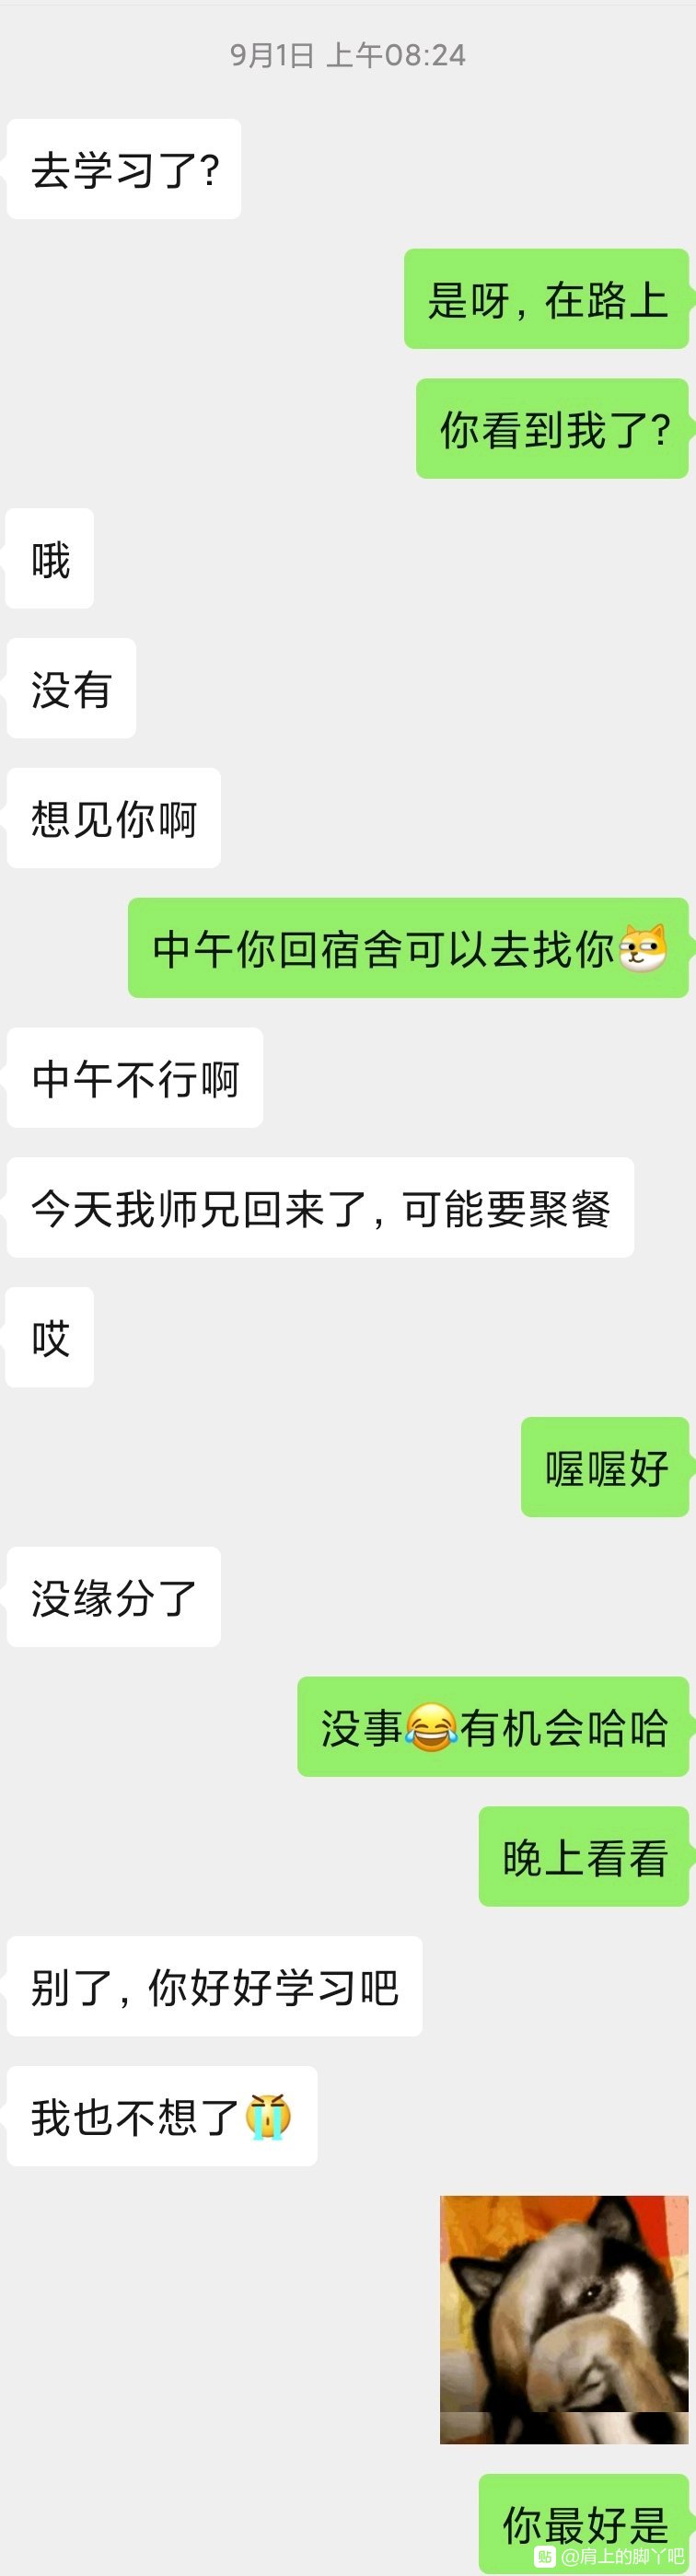 9月1日 上午08:24
去学习了?
是呀，在路上
你看到我了?
哦
没有
想见你啊
中午你回宿舍可以去找你
中午不行啊
今天我师兄回来了，可能要聚餐
哎
喔喔好
没缘分了
没事😂有机会哈哈
晚上看看
别了，你好好学习吧
我也不想了😭
你最好是
贴 @肩上的脚丫吧